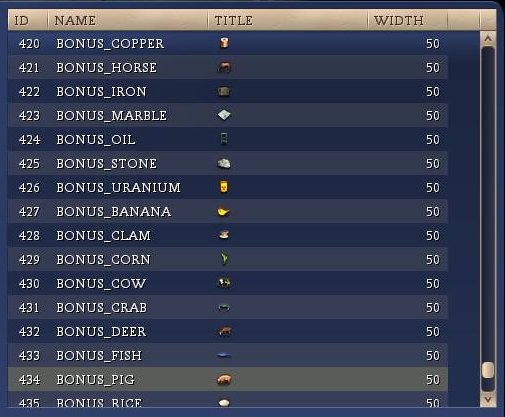 ID NAME TITLE WIDTH
420 BONUS_COPPER 50
421 BONUS_HORSE 50
422 BONUS_IRON 50
423 BONUS_MARBLE 50
424 BONUS_OIL 50
425 BONUS_STONE 50
426 BONUS_URANIUM 50
427 BONUS_BANANA 50
428 BONUS_CLAM 50
429 BONUS_CORN 50
430 BONUS_COW 50
431 BONUS_CRAB 50
432 BONUS_DEER 50
433 BONUS_FISH 50
434 BONUS_PIG 50
435 BONUS_RICE 50